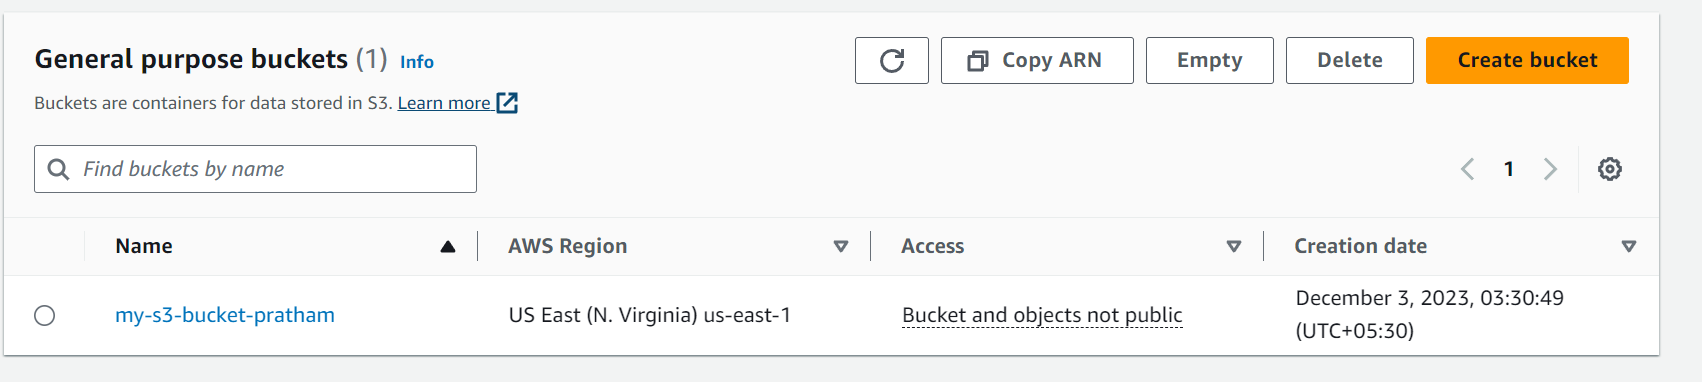 General purpose buckets (1) Info
Copy ARN
Empty
Delete
Create bucket
Buckets are containers for data stored in S3. Learn more
Find buckets by name
1
Name
AWS Region
Access
Creation date
my-s3-bucket-pratham
US East (N. Virginia) us-east-1
Bucket and objects not public
December 3, 2023, 03:30:49
(UTC+05:30)